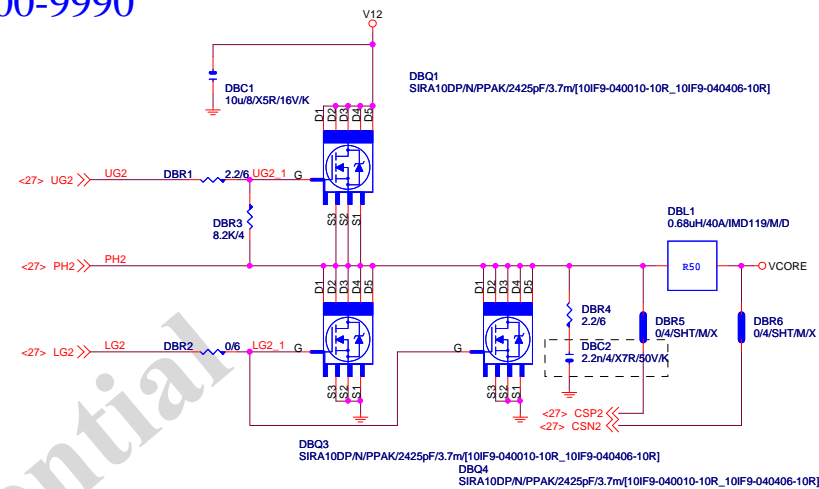 00-9990
V12
DBC1
10u/8/X5R/16V/K
DBQ1
SIRA10DP/N/PPAK/2425pF/3.7m/[10IF9-040010-10R_10IF9-040406-10R]
D1 D2 D3 D4 D5
<27> UG2 UG2 DBR1 2.2/6 UG2_1 G
S3 S2 S1
DBR3
8.2K/4
DBL1
0.68uH/40A/IMD119/M/D
<27> PH2 PH2
R50
VCORE
D1 D2 D3 D4 D5
D1 D2 D3 D4 D5
DBR4
2.2/6
DBR5
0/4/SHT/M/X
DBR6
0/4/SHT/M/X
<27> LG2 LG2 DBR2 0/6 LG2_1 G
G
DBC2
2.2n/4/X7R/50V/K
S3 S2 S1
S3 S2 S1
<27> CSP2
<27> CSN2
DBQ3
SIRA10DP/N/PPAK/2425pF/3.7m/[10IF9-040010-10R_10IF9-040406-10R]
DBQ4
SIRA10DP/N/PPAK/2425pF/3.7m/[10IF9-040010-10R_10IF9-040406-10R]
ential